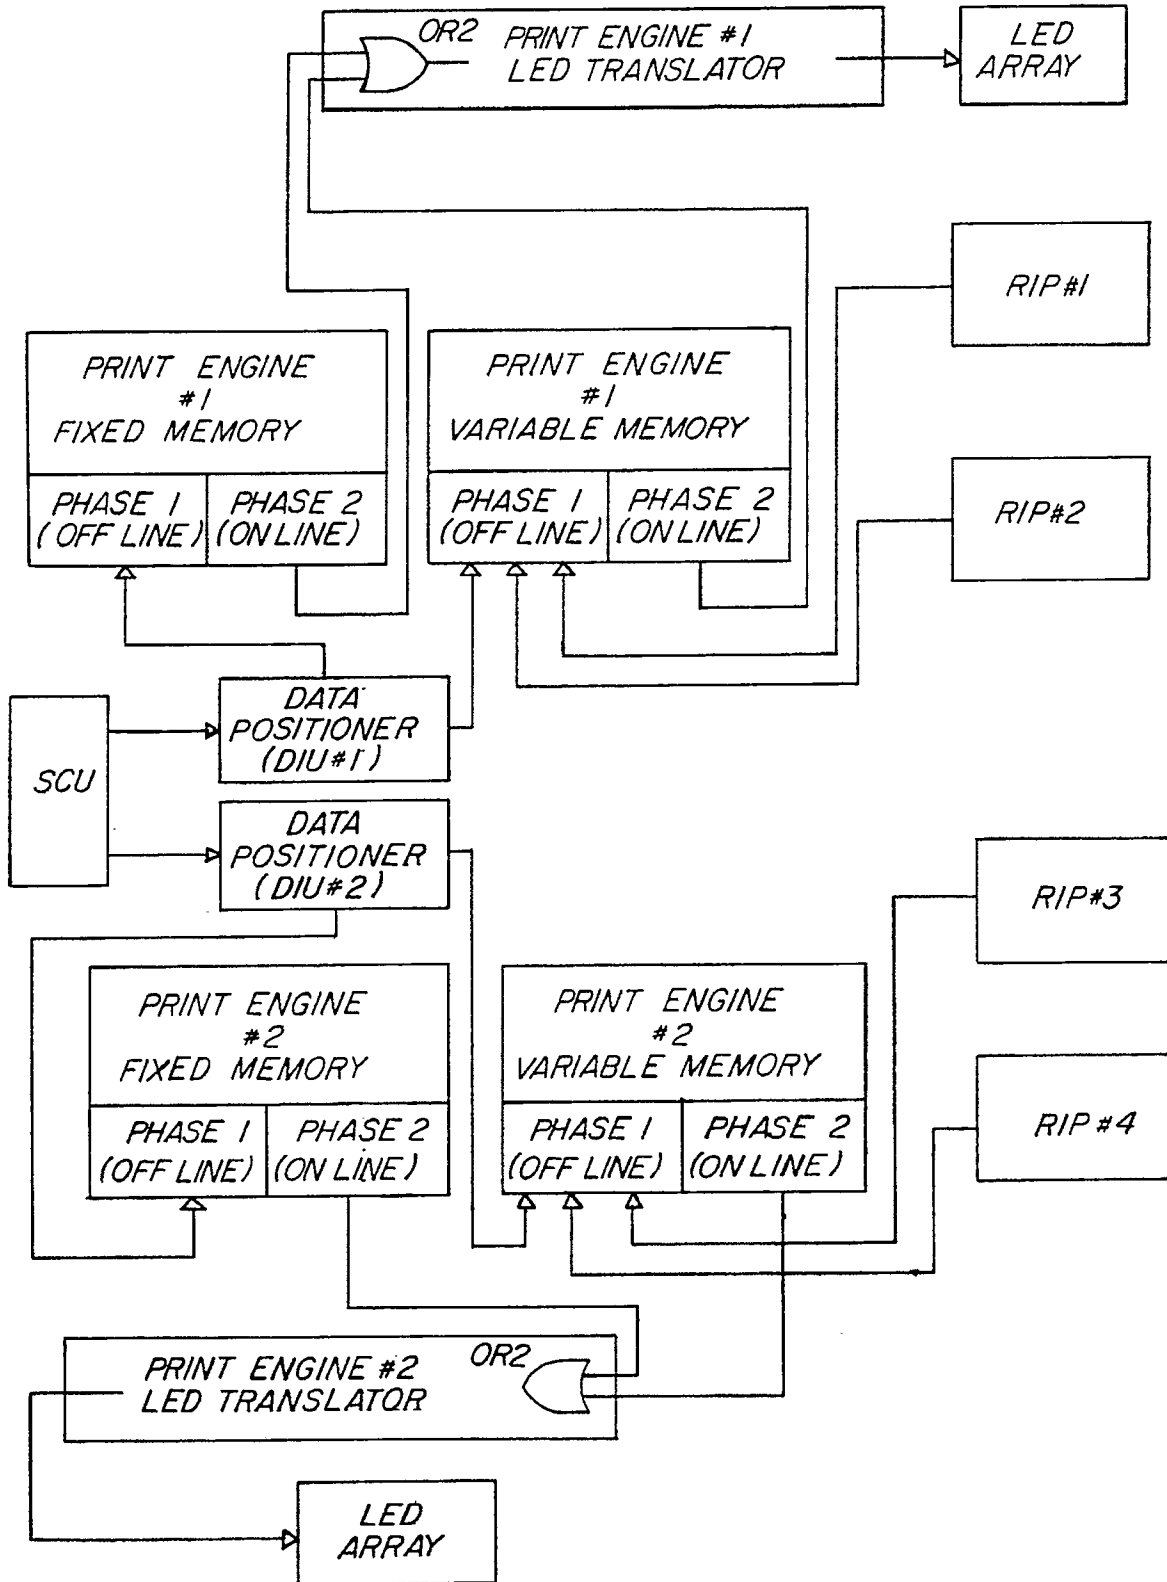 OR2
PRINT ENGINE #1
LED TRANSLATOR
LED
ARRAY
RIP#1
PRINT ENGINE
#1
FIXED MEMORY
PHASE 1
(OFF LINE)
PHASE 2
(ON LINE)
PRINT ENGINE
#1
VARIABLE MEMORY
PHASE 1
(OFF LINE)
PHASE 2
(ON LINE)
RIP#2
SCU
DATA
POSITIONER
(DIU#1)
DATA
POSITIONER
(DIU#2)
RIP#3
PRINT ENGINE
#2
FIXED MEMORY
PHASE 1
(OFF LINE)
PHASE 2
(ON LINE)
PRINT ENGINE
#2
VARIABLE MEMORY
PHASE 1
(OFF LINE)
PHASE 2
(ON LINE)
RIP #4
PRINT ENGINE #2
LED TRANSLATOR
OR2
LED
ARRAY